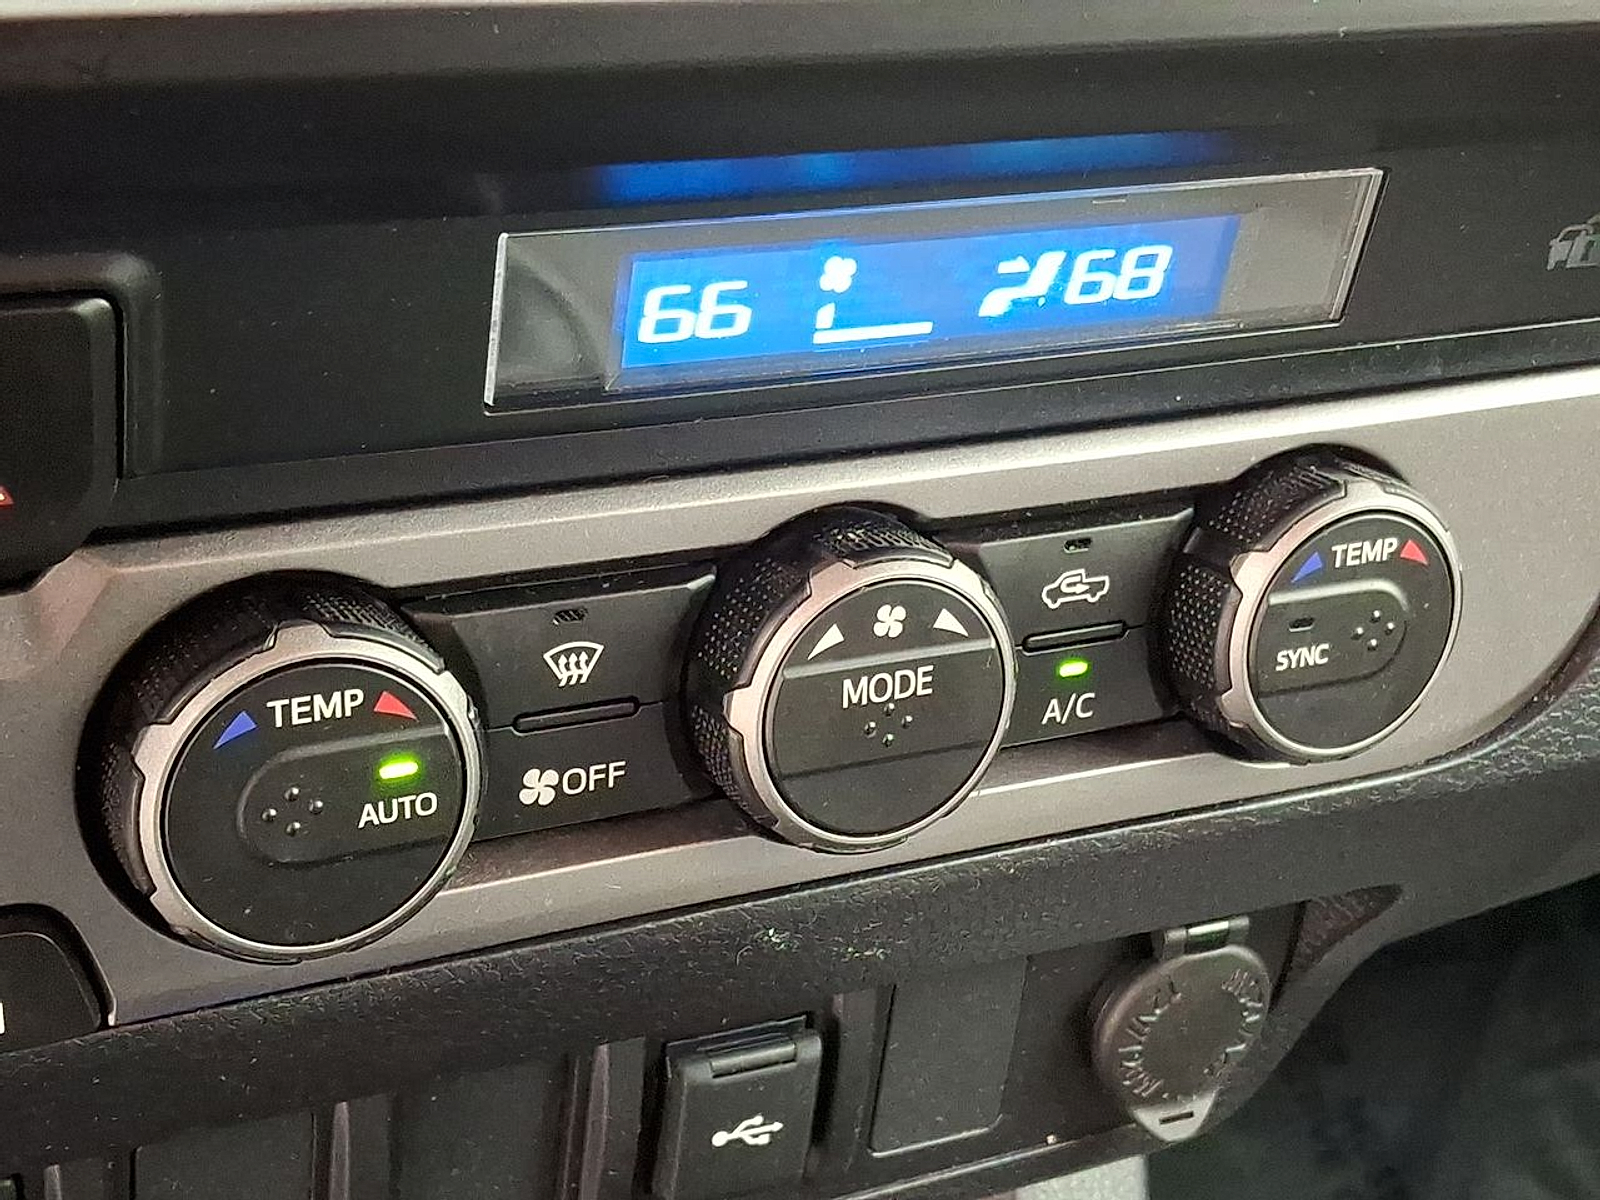 66 68
TEMP
AUTO
OFF
MODE
A/C
TEMP
SYNC